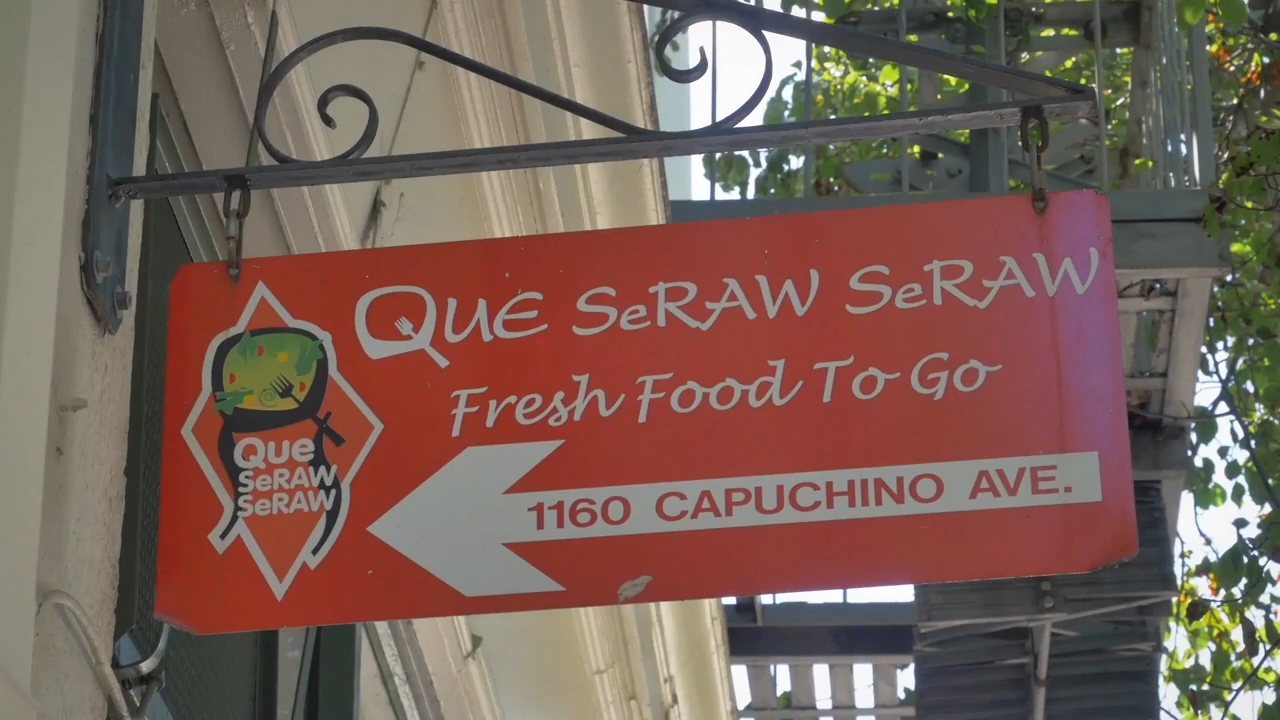 QUE SeRAW SeRAW
Fresh Food To Go
1160 CAPUCHINO AVE.
Que
SeRAW
SeRAW